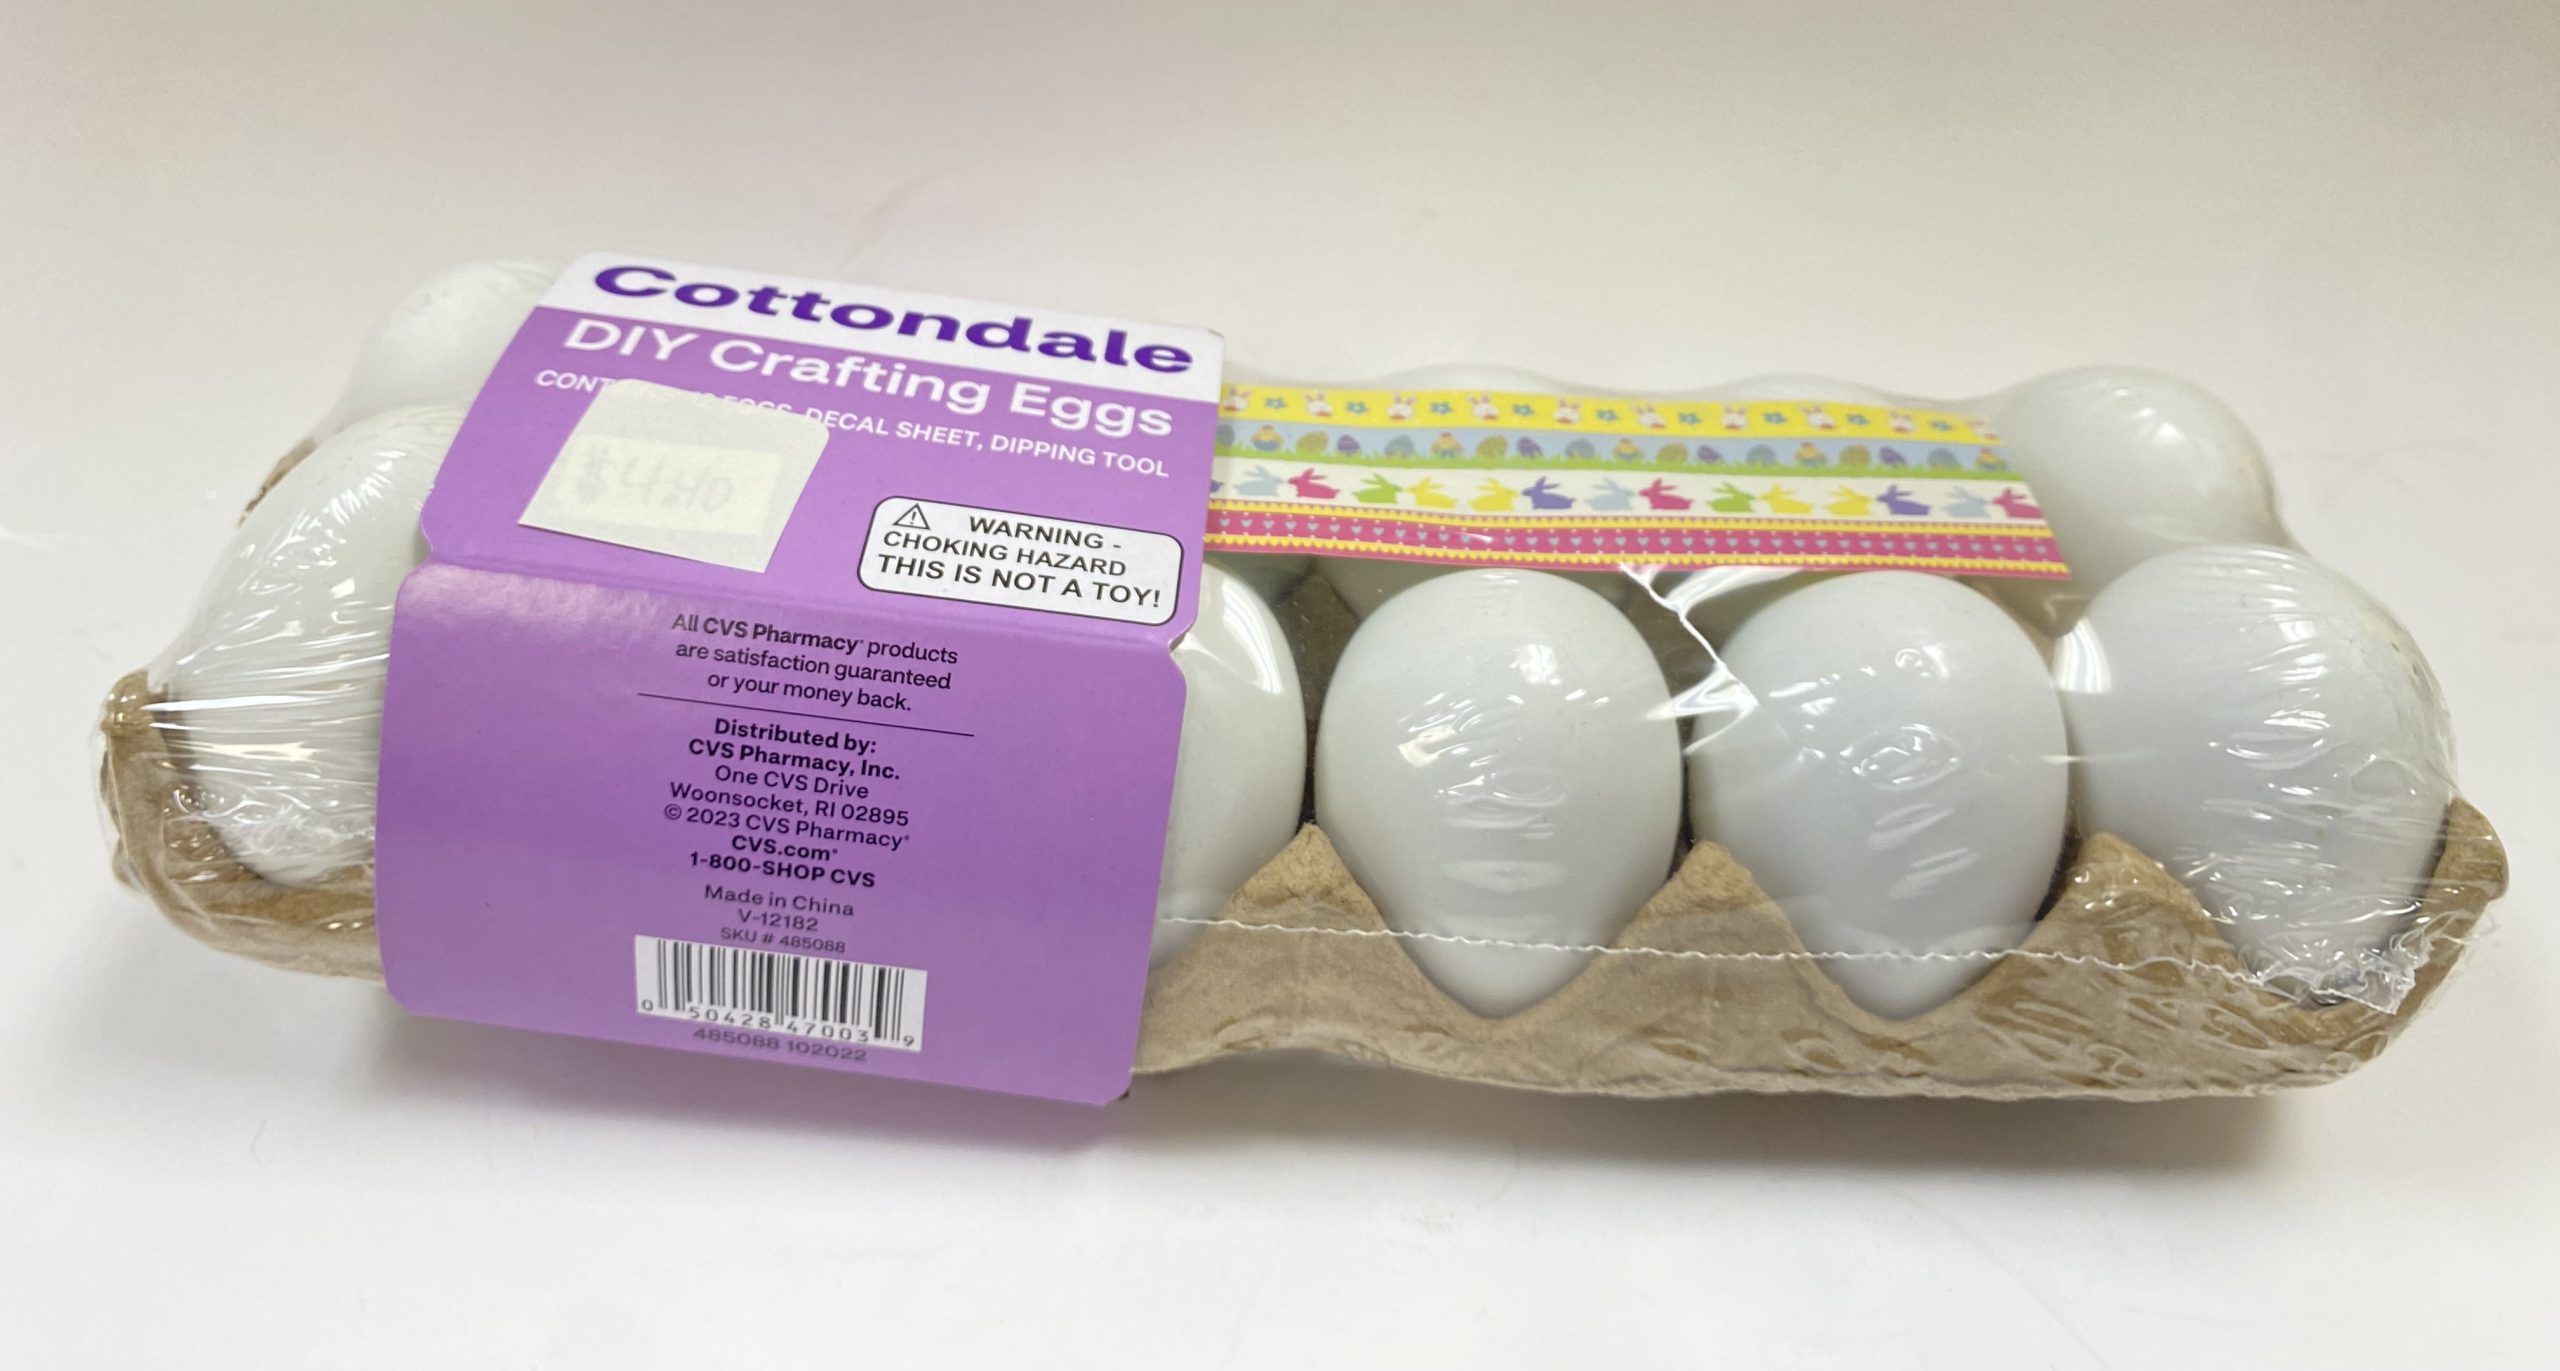 Cottondale
DIY Crafting Eggs
EGGS, DECAL SHEET, DIPPING TOOL
$4.40
WARNING -
CHOKING HAZARD
THIS IS NOT A TOY!
All CVS Pharmacy® products
are satisfaction guaranteed
or your money back.
Distributed by:
CVS Pharmacy, Inc.
One CVS Drive
Woonsocket, RI 02895
© 2023 CVS Pharmacy®
CVS.com®
1-800-SHOP CVS
Made in China
V-12182
SKU # 485088
0 50428 47003 9
485088 102022